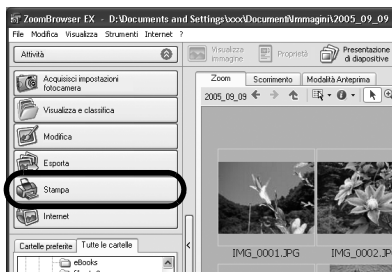 ZoomBrowser EX - D:\Documents and Settings\xxx\Documenti\Immagini\2005_09_09
File Modifica Visualizza Strumenti Internet ?
Attività
Visualizza immagine
Proprietà
Presentazione di diapositive
Acquisisci impostazioni fotocamera
Visualizza e classifica
Modifica
Esporta
Stampa
Internet
Cartelle preferite Tutte le cartelle
eBooks
Zoom Scorrimento Modalità Anteprima
2005_09_09
IMG_0001.JPG IMG_0002.JP